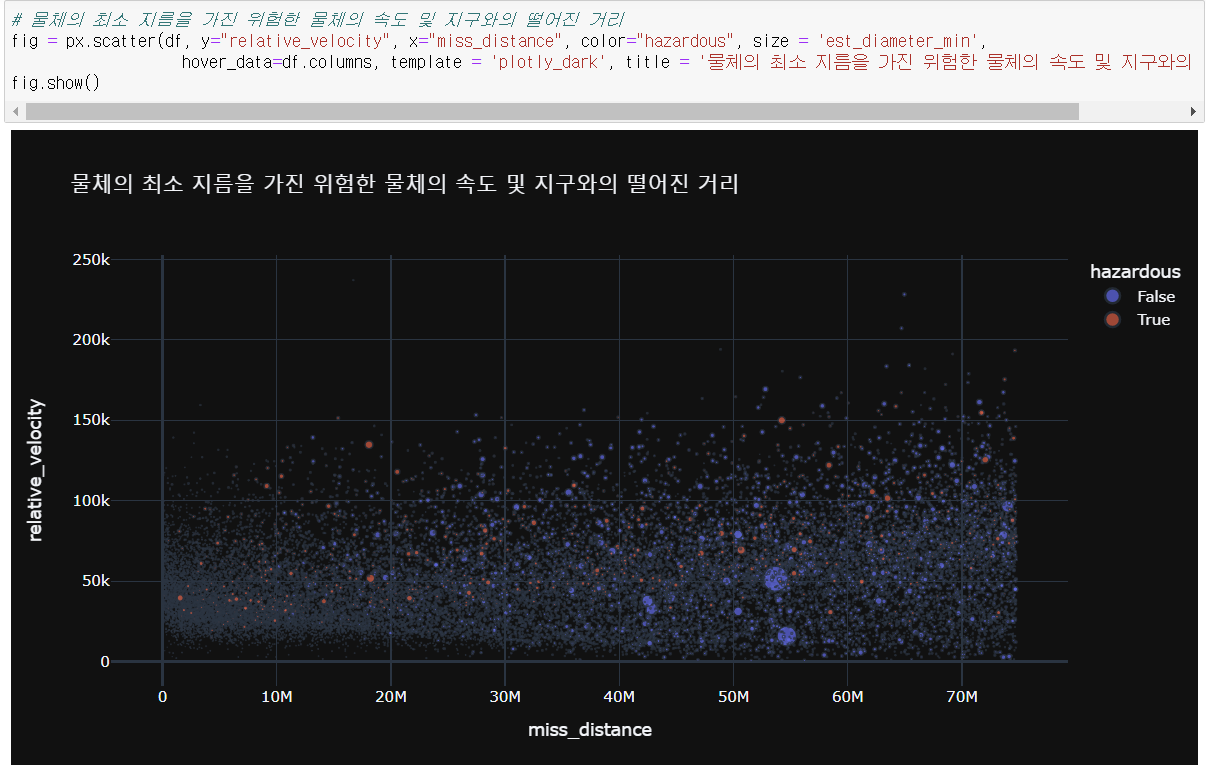 # 물체의 최소 지름을 가진 위험한 물체의 속도 및 지구와의 떨어진 거리
fig = px.scatter(df, y="relative_velocity", x="miss_distance", color="hazardous", size = 'est_diameter_min',
hover_data=df.columns, template = 'plotly_dark', title = '물체의 최소 지름을 가진 위험한 물체의 속도 및 지구와의
fig.show()
물체의 최소 지름을 가진 위험한 물체의 속도 및 지구와의 떨어진 거리
250k
200k
150k
100k
50k
0
relative_velocity
0 10M 20M 30M 40M 50M 60M 70M
miss_distance
hazardous
False
True